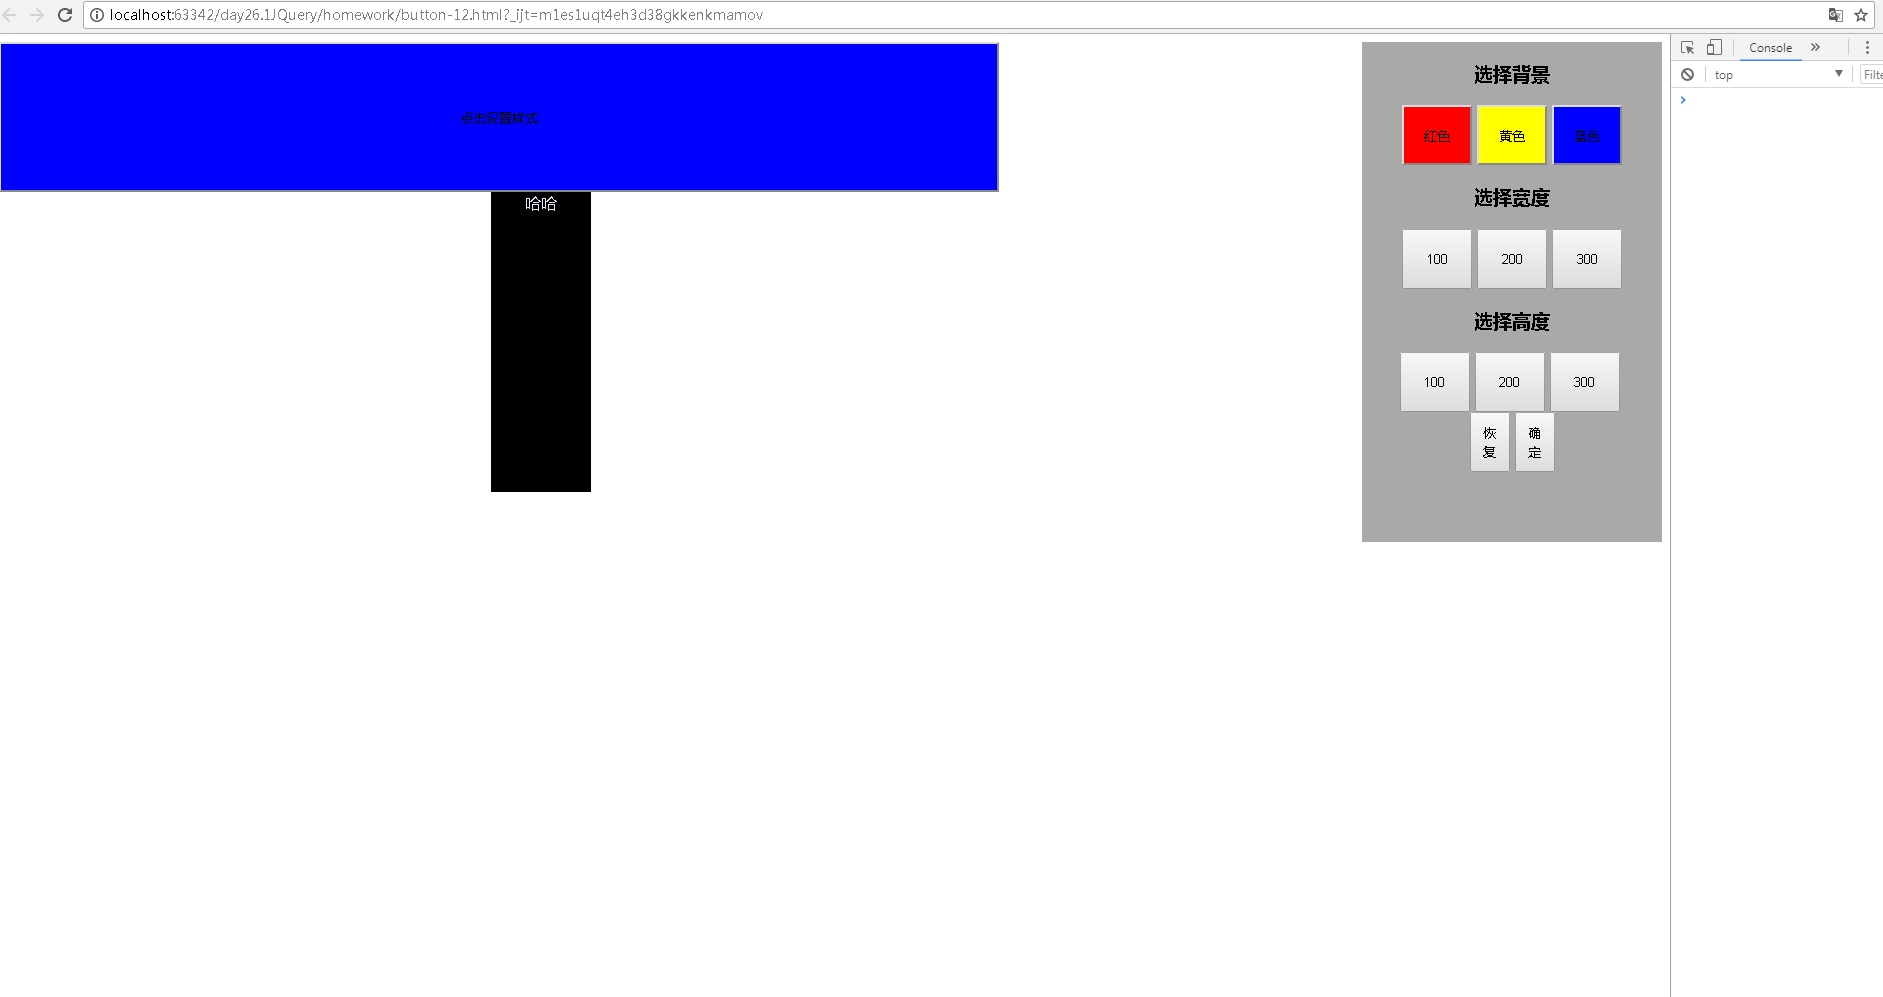 localhost:63342/day26.1JQuery/homework/button-12.html?_ijt=m1es1uqt4eh3d38gkkenkmamov
Console
top
Filte
点击设置样式
哈哈
选择背景
红色 黄色 蓝色
选择宽度
100 200 300
选择高度
100 200 300
恢复 确定